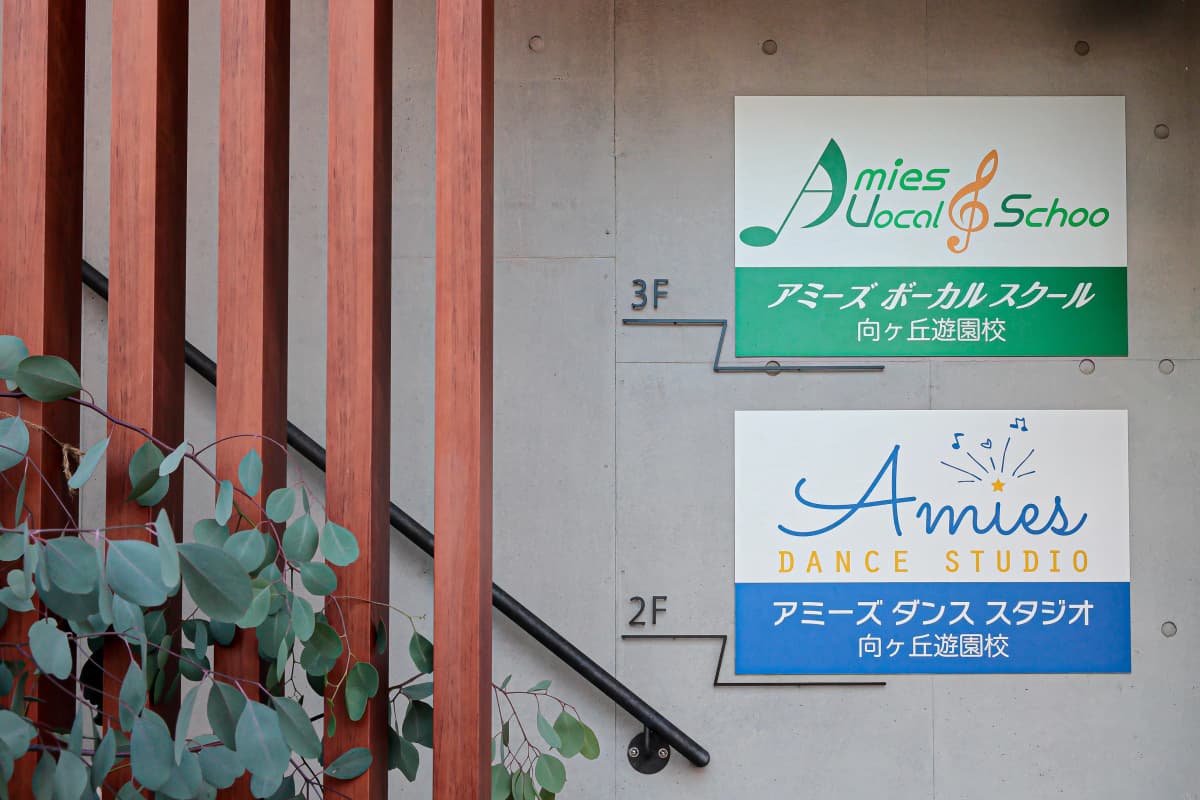 3F
Amies
Vocal Schoo
アミーズ ボーカル スクール
向ヶ丘遊園校
2F
Amies
DANCE STUDIO
アミーズ ダンス スタジオ
向ヶ丘遊園校